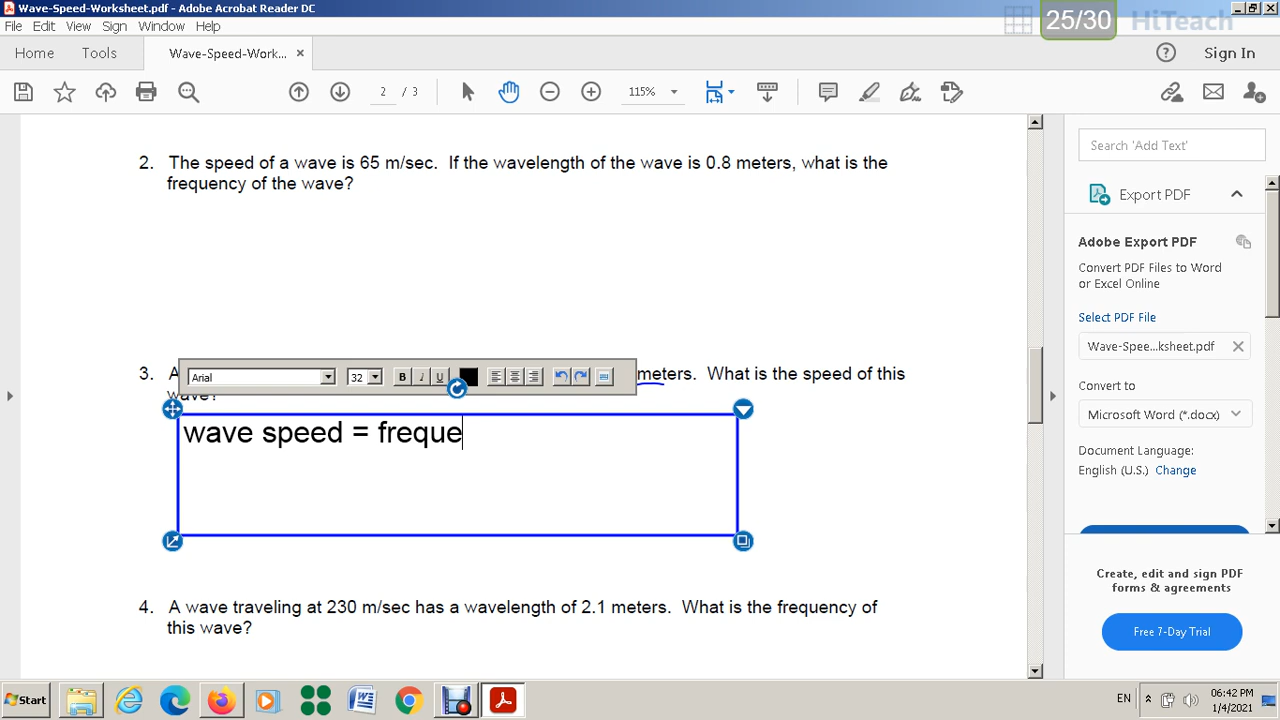 Wave-Speed-Worksheet.pdf - Adobe Acrobat Reader DC
25/30
HiTeach
File Edit View Sign Window Help
Home Tools Wave-Speed-Work... × Sign In
2 / 3 115%
2. The speed of a wave is 65 m/sec. If the wavelength of the wave is 0.8 meters, what is the
frequency of the wave?
Arial 32 B I U
3. A meters. What is the speed of this
wave?
wave speed = freque
4. A wave traveling at 230 m/sec has a wavelength of 2.1 meters. What is the frequency of
this wave?
Search 'Add Text'
Export PDF
Adobe Export PDF
Convert PDF Files to Word
or Excel Online
Select PDF File
Wave-Spee...ksheet.pdf
Convert to
Microsoft Word (*.docx)
Document Language:
English (U.S.) Change
Create, edit and sign PDF
forms & agreements
Free 7-Day Trial
Start
EN
06:42 PM
1/4/2021